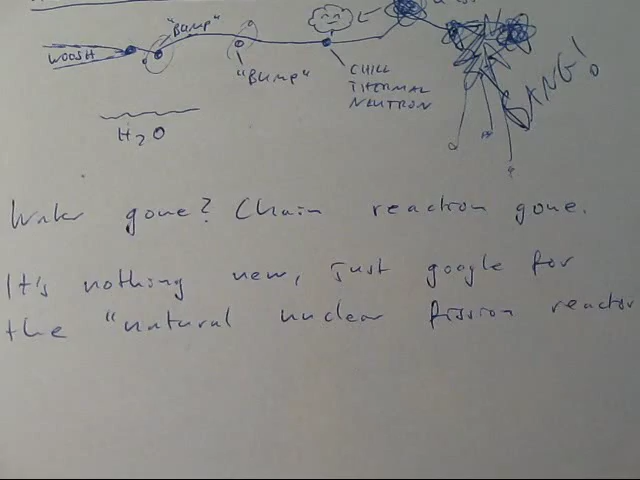 "BUMP"
WOOSH
"BUMP"
CHILL
THERMAL
NEUTRON
BANG!
H2O
Water gone? Chain reaction gone.
It's nothing new, just google for
the "natural nuclear fission reactor